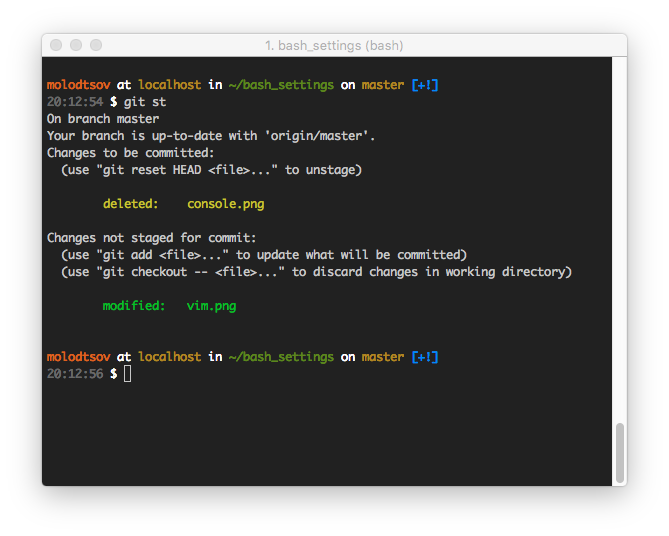 1. bash_settings (bash)
molodtsov at localhost in ~/bash_settings on master [+!]
20:12:54 $ git st
On branch master
Your branch is up-to-date with 'origin/master'.
Changes to be committed:
  (use "git reset HEAD <file>..." to unstage)
        deleted:    console.png
Changes not staged for commit:
  (use "git add <file>..." to update what will be committed)
  (use "git checkout -- <file>..." to discard changes in working directory)
        modified:   vim.png
molodtsov at localhost in ~/bash_settings on master [+!]
20:12:56 $